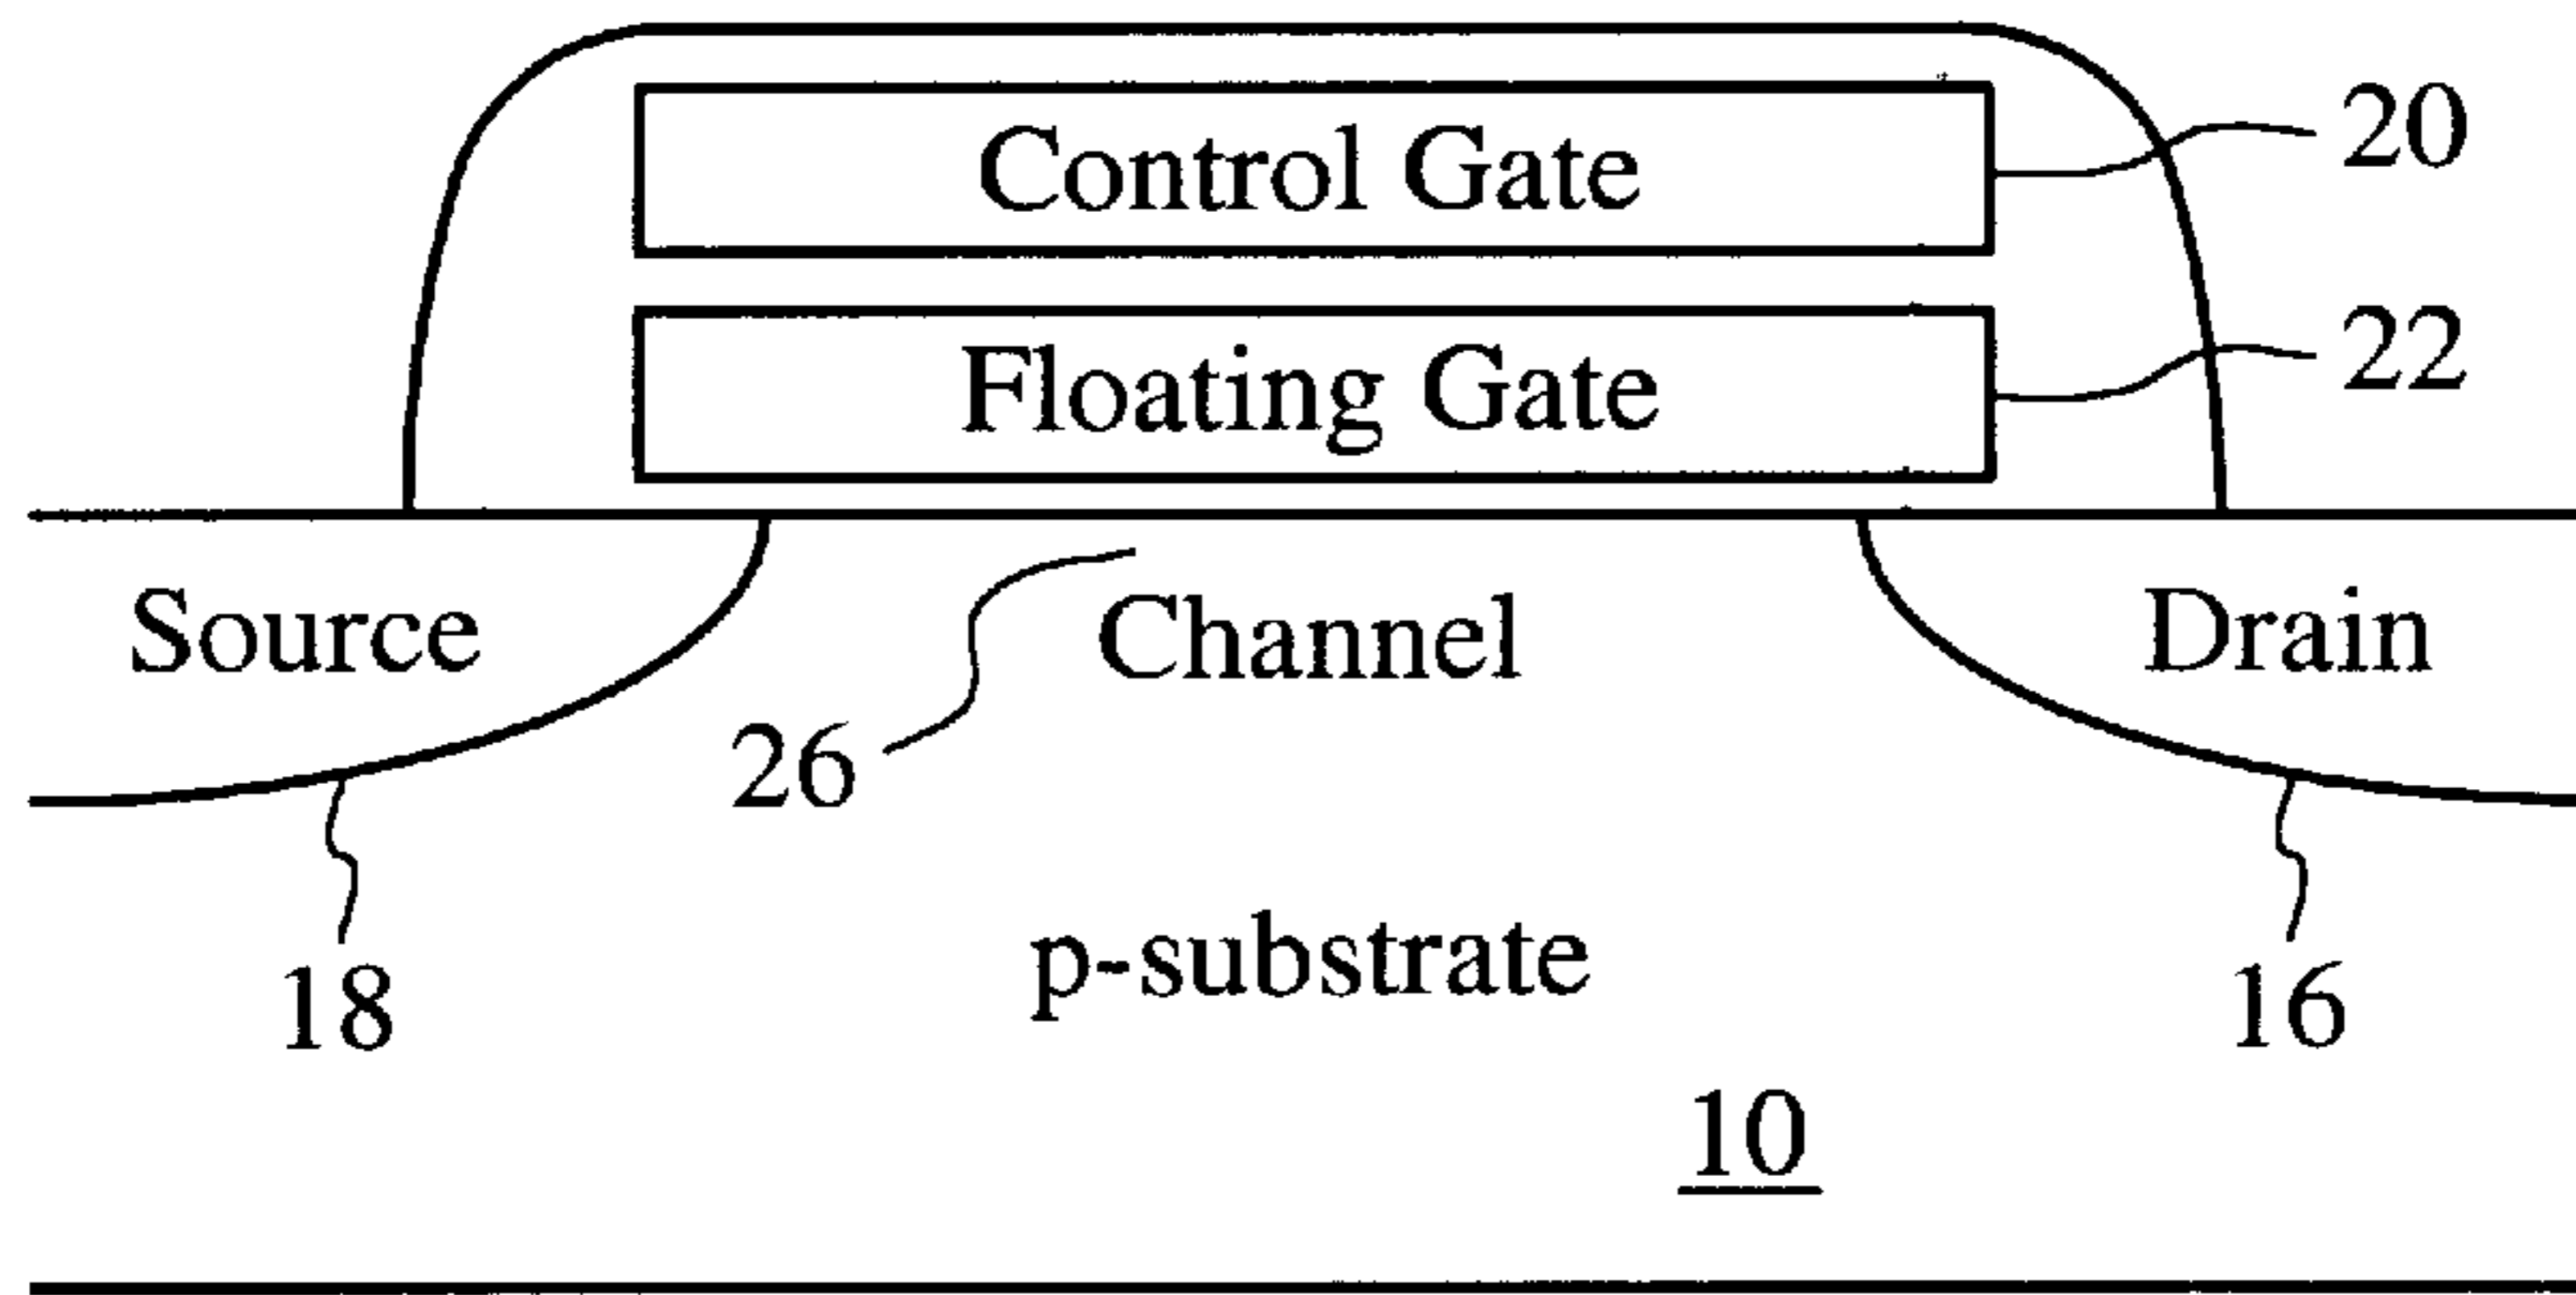 Control Gate
20
Floating Gate
22
Source
Channel
Drain
26
18
p-substrate
16
10